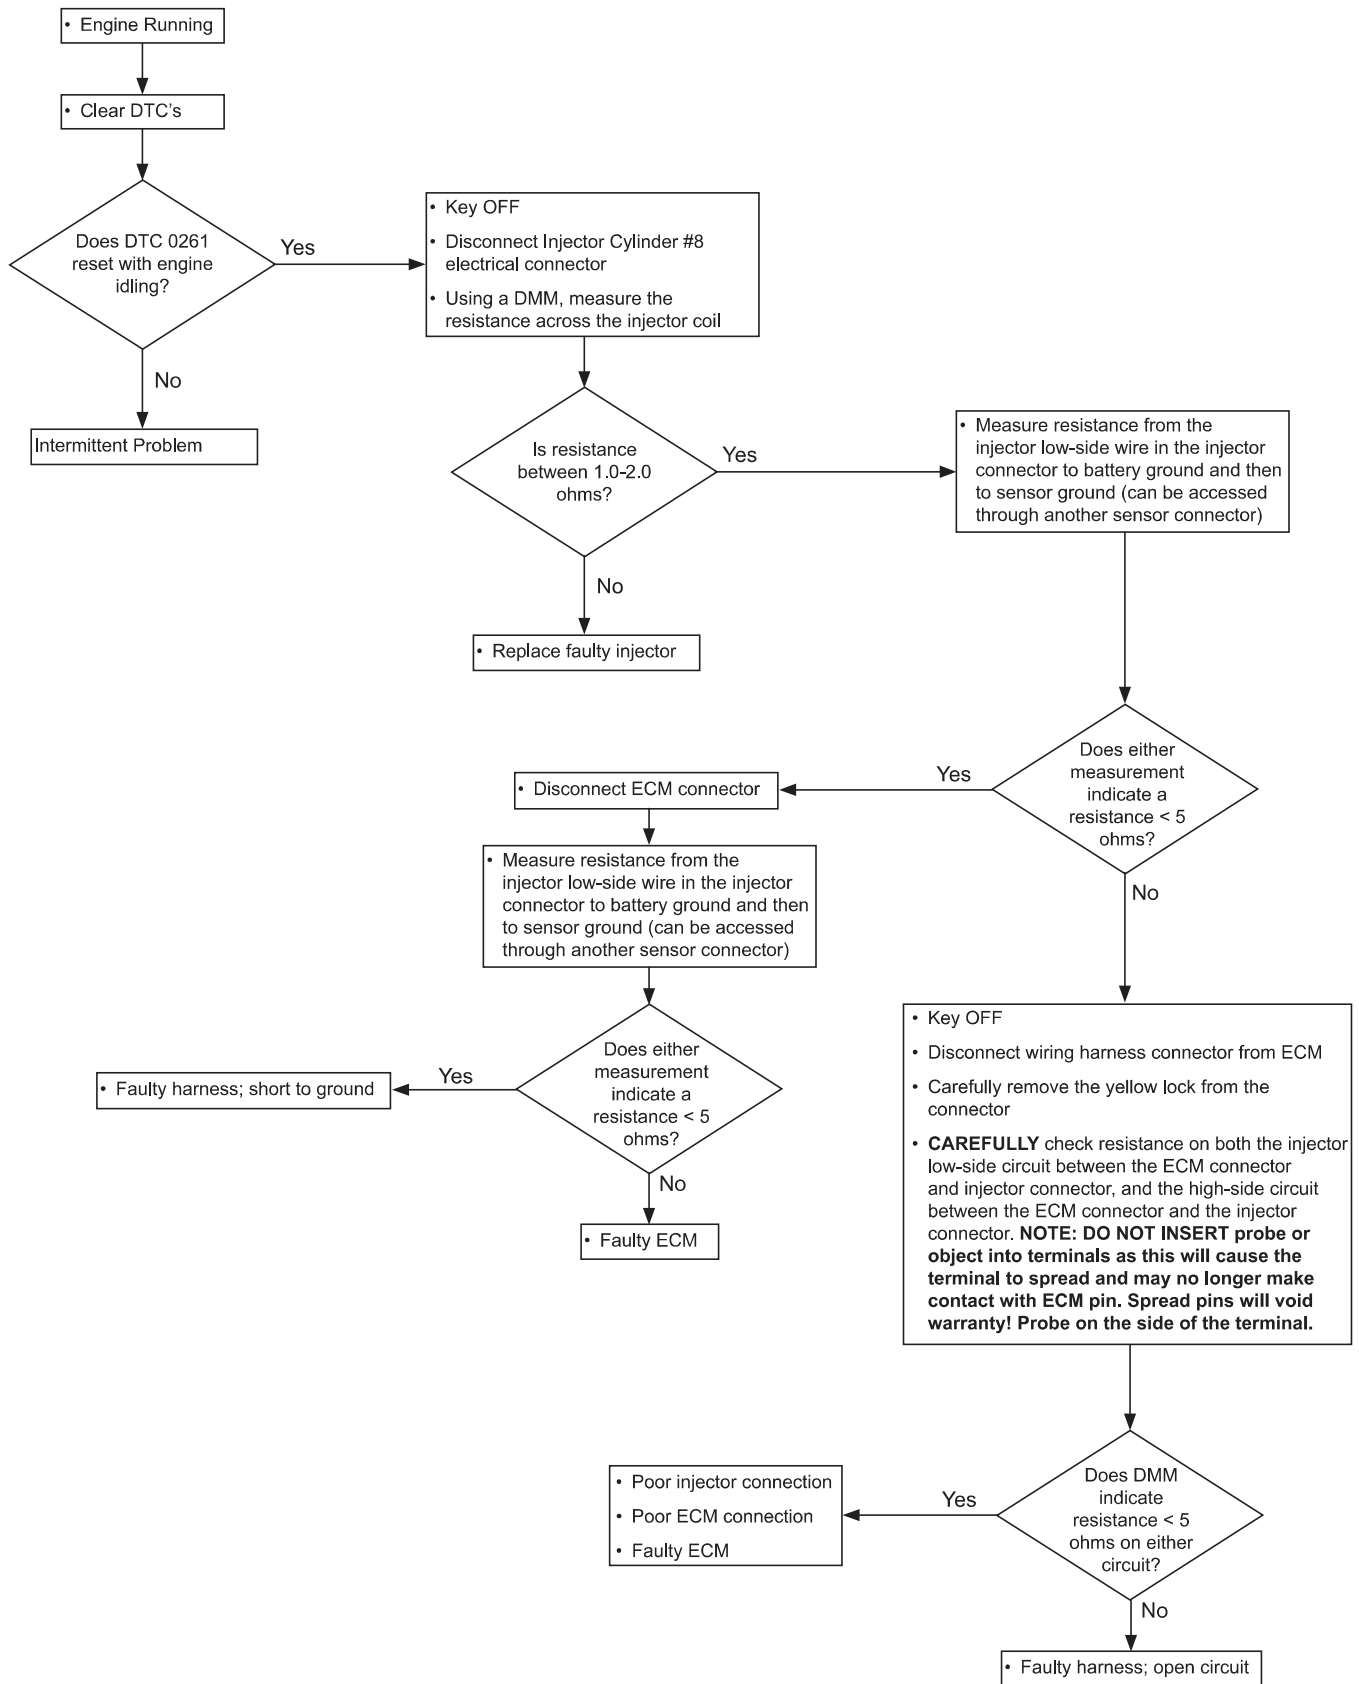 • Engine Running
• Clear DTC's
Does DTC 0261
reset with engine
idling?
Yes
No
Intermittent Problem
• Key OFF
• Disconnect Injector Cylinder #8
electrical connector
• Using a DMM, measure the
resistance across the injector coil
Is resistance
between 1.0-2.0
ohms?
Yes
No
• Replace faulty injector
• Measure resistance from the
injector low-side wire in the injector
connector to battery ground and then
to sensor ground (can be accessed
through another sensor connector)
Does either
measurement
indicate a
resistance < 5
ohms?
Yes
No
• Disconnect ECM connector
• Measure resistance from the
injector low-side wire in the injector
connector to battery ground and then
to sensor ground (can be accessed
through another sensor connector)
Does either
measurement
indicate a
resistance < 5
ohms?
Yes
• Faulty harness; short to ground
No
• Faulty ECM
• Key OFF
• Disconnect wiring harness connector from ECM
• Carefully remove the yellow lock from the
connector
• CAREFULLY check resistance on both the injector
low-side circuit between the ECM connector
and injector connector, and the high-side circuit
between the ECM connector and the injector
connector. NOTE: DO NOT INSERT probe or
object into terminals as this will cause the
terminal to spread and may no longer make
contact with ECM pin. Spread pins will void
warranty! Probe on the side of the terminal.
Does DMM
indicate
resistance < 5
ohms on either
circuit?
Yes
• Poor injector connection
• Poor ECM connection
• Faulty ECM
No
• Faulty harness; open circuit